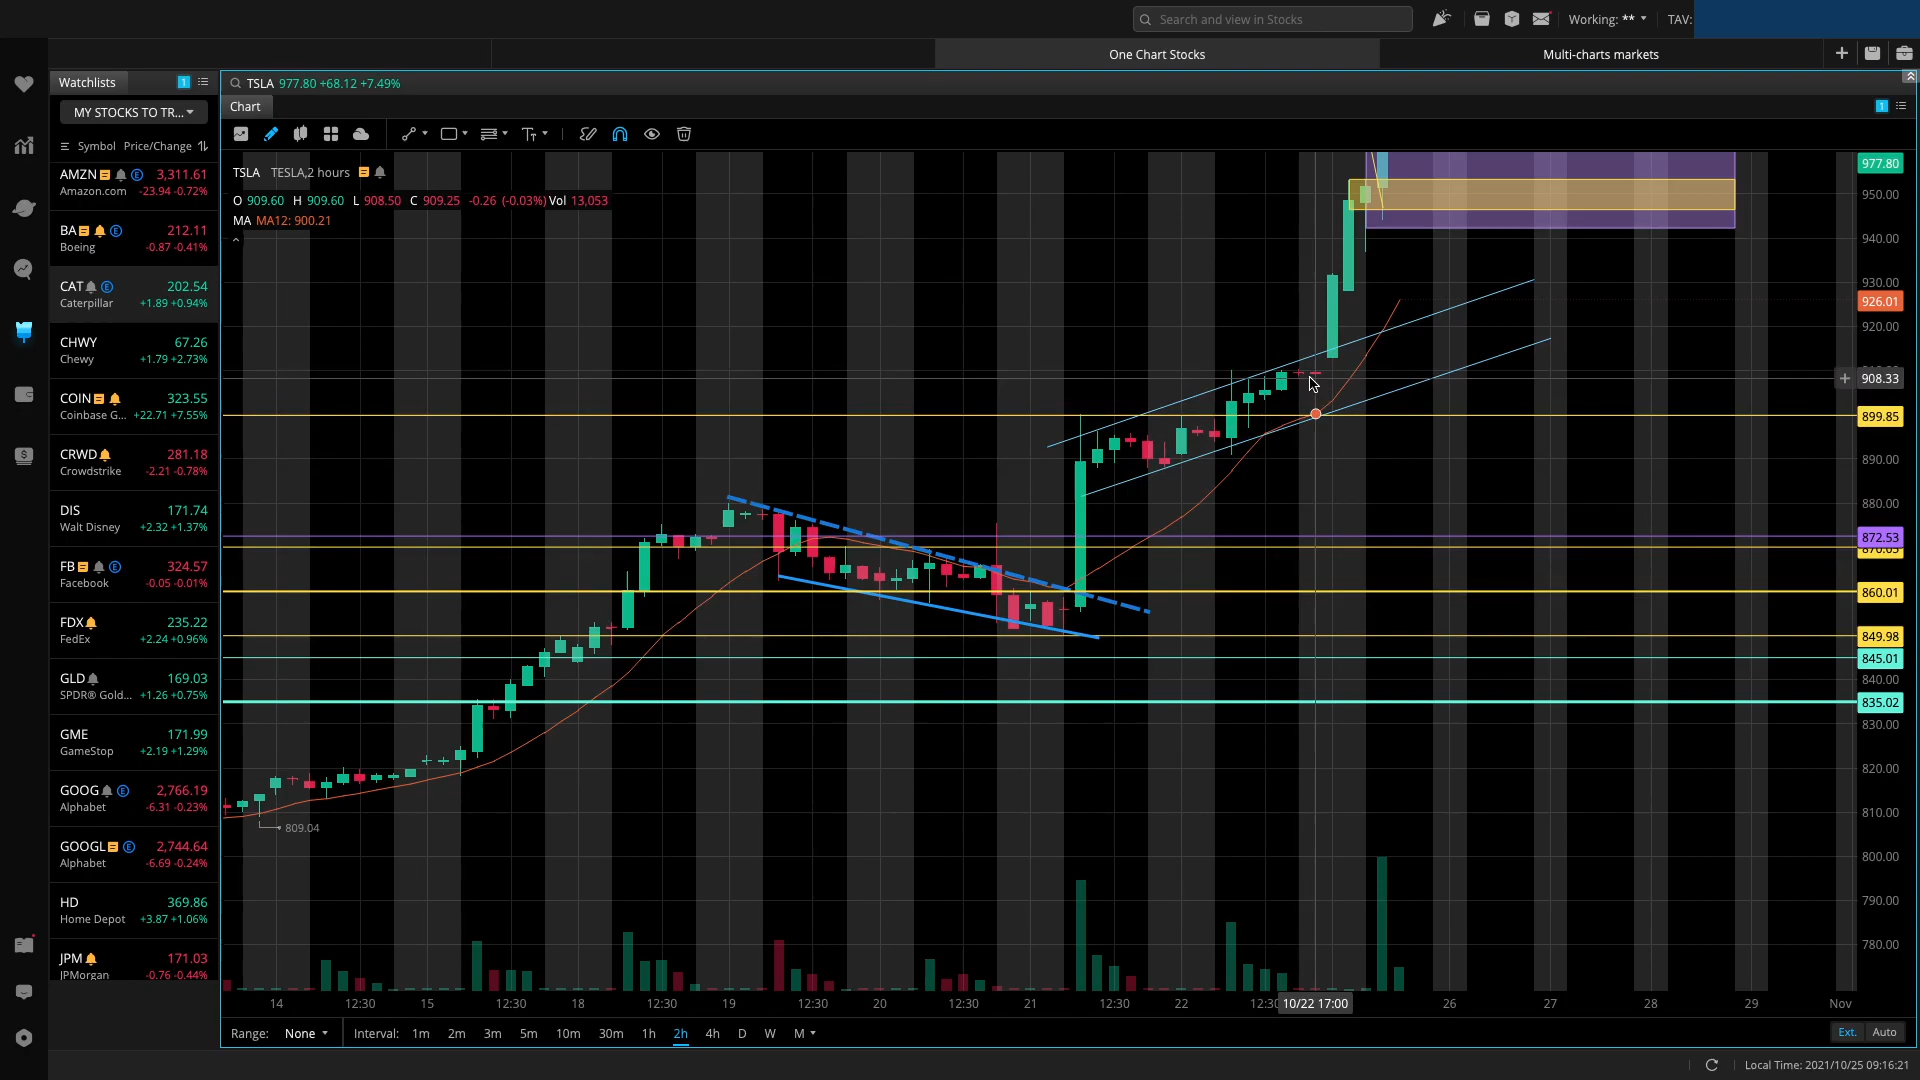 Search and view in Stocks
Working: **
TAV:
One Chart Stocks
Multi-charts markets
Watchlists
1
TSLA 977.80 +68.12 +7.49%
MY STOCKS TO TR...
Chart
1
Symbol Price/Change
AMZN E 3,311.61
Amazon.com -23.94 -0.72%
BA E 212.11
Boeing -0.87 -0.41%
CAT E 202.54
Caterpillar +1.89 +0.94%
CHWY 67.26
Chewy +1.79 +2.73%
COIN 323.55
Coinbase G... +22.71 +7.55%
CRWD 281.18
Crowdstrike -2.21 -0.78%
DIS 171.74
Walt Disney +2.32 +1.37%
FB E 324.57
Facebook -0.05 -0.01%
FDX 235.22
FedEx +2.24 +0.96%
GLD 169.03
SPDR® Gold... +1.26 +0.75%
GME 171.99
GameStop +2.19 +1.29%
GOOG E 2,766.19
Alphabet -6.31 -0.23%
GOOGL E 2,744.64
Alphabet -6.69 -0.24%
HD 369.86
Home Depot +3.87 +1.06%
JPM 171.03
JPMorgan -0.76 -0.44%
TSLA TESLA,2 hours
O 909.60 H 909.60 L 908.50 C 909.25 -0.26 (-0.03%) Vol 13,053
MA MA12: 900.21
809.04
977.80
950.00
940.00
930.00
926.01
920.00
908.33
899.85
890.00
880.00
872.53
860.01
849.98
845.01
840.00
835.02
830.00
820.00
810.00
800.00
790.00
780.00
14 12:30 15 12:30 18 12:30 19 12:30 20 12:30 21 12:30 22 12:30 10/22 17:00 26 27 28 29 Nov
Range: None Interval: 1m 2m 3m 5m 10m 30m 1h 2h 4h D W M
Ext. Auto
Local Time: 2021/10/25 09:16:21